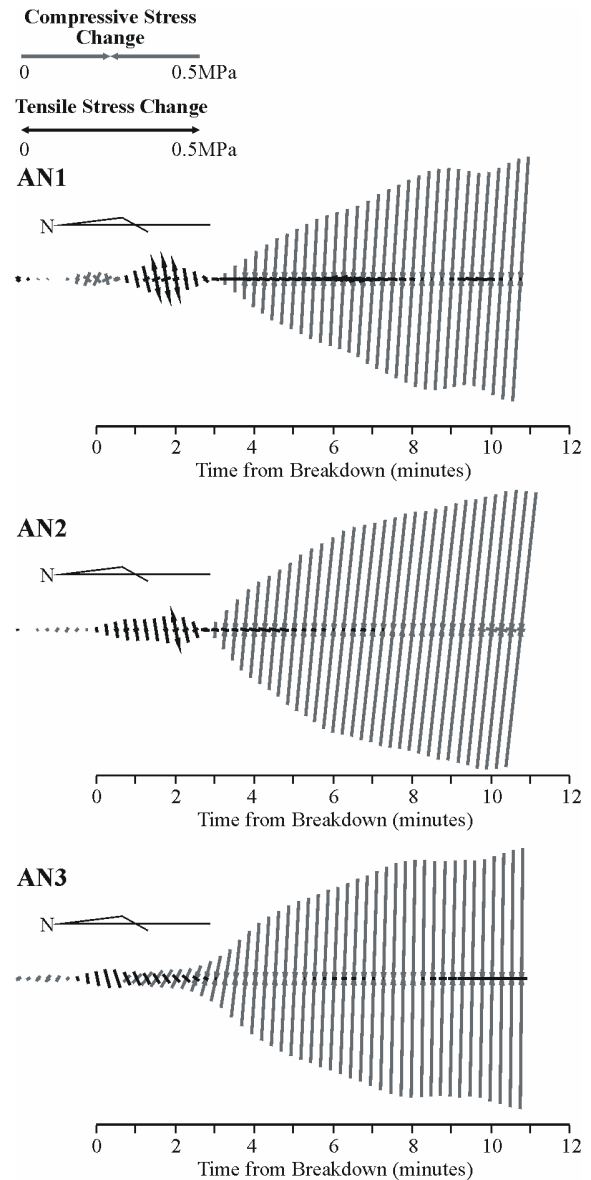 Compressive Stress
Change
0 0.5MPa
Tensile Stress Change
0 0.5MPa
AN1
N
0 2 4 6 8 10 12
Time from Breakdown (minutes)
AN2
N
0 2 4 6 8 10 12
Time from Breakdown (minutes)
AN3
N
0 2 4 6 8 10 12
Time from Breakdown (minutes)